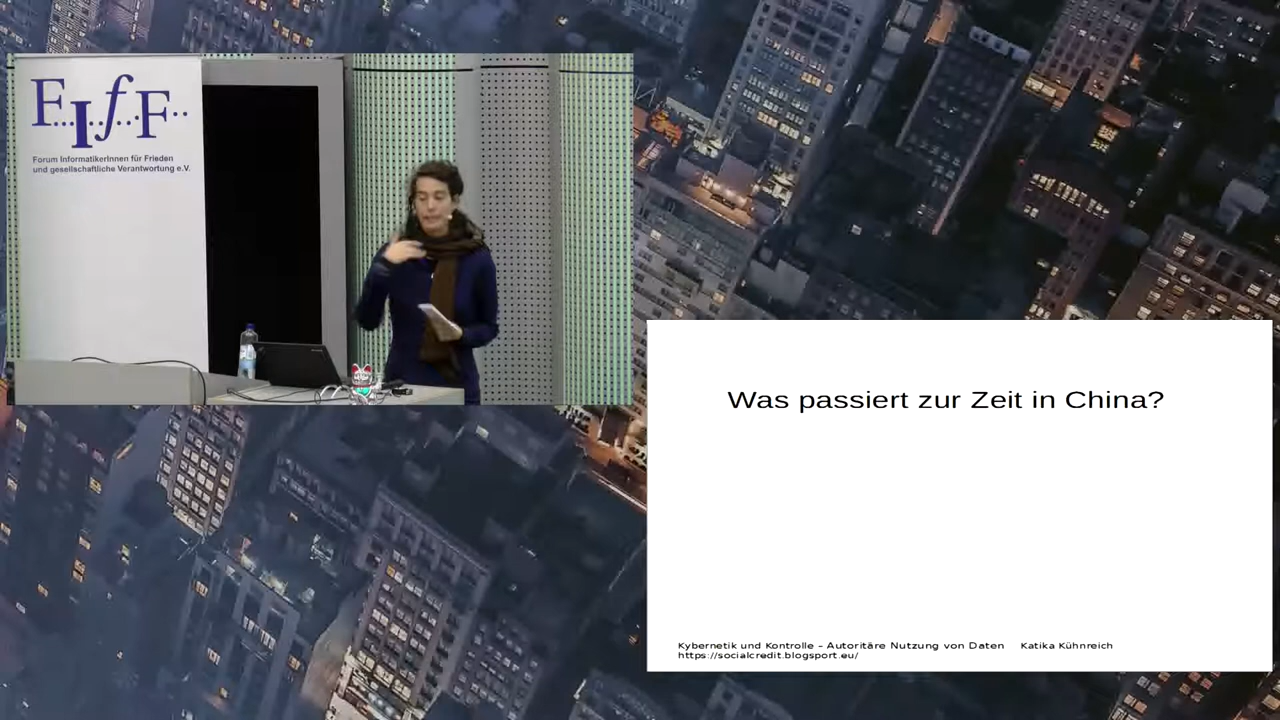 F..I..f..F..
Forum InformatikerInnen für Frieden
und gesellschaftliche Verantwortung e.V.
Was passiert zur Zeit in China?
Kybernetik und Kontrolle – Autoritäre Nutzung von Daten Katika Kühnreich
https://socialcredit.blogsport.eu/